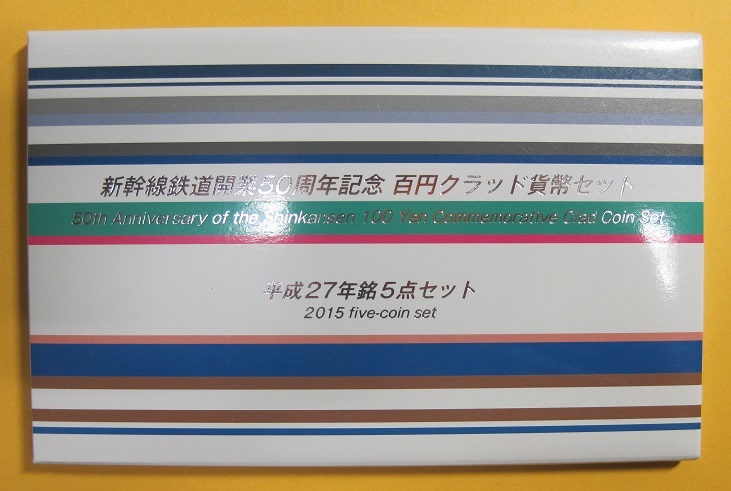 新幹線鉄道開業50周年記念 百円クラッド貨幣セット
50th Anniversary of the Shinkansen 100 Yen Commemorative Clad Coin Set
平成27年銘5点セット
2015 five-coin set